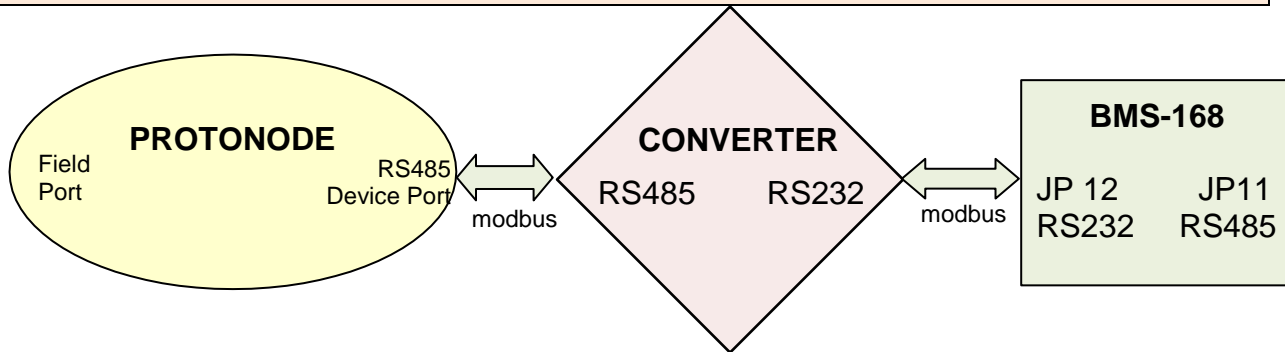 PROTONODE
Field
Port
RS485
Device Port
modbus
CONVERTER
RS485 RS232
modbus
BMS-168
JP 12 JP11
RS232 RS485